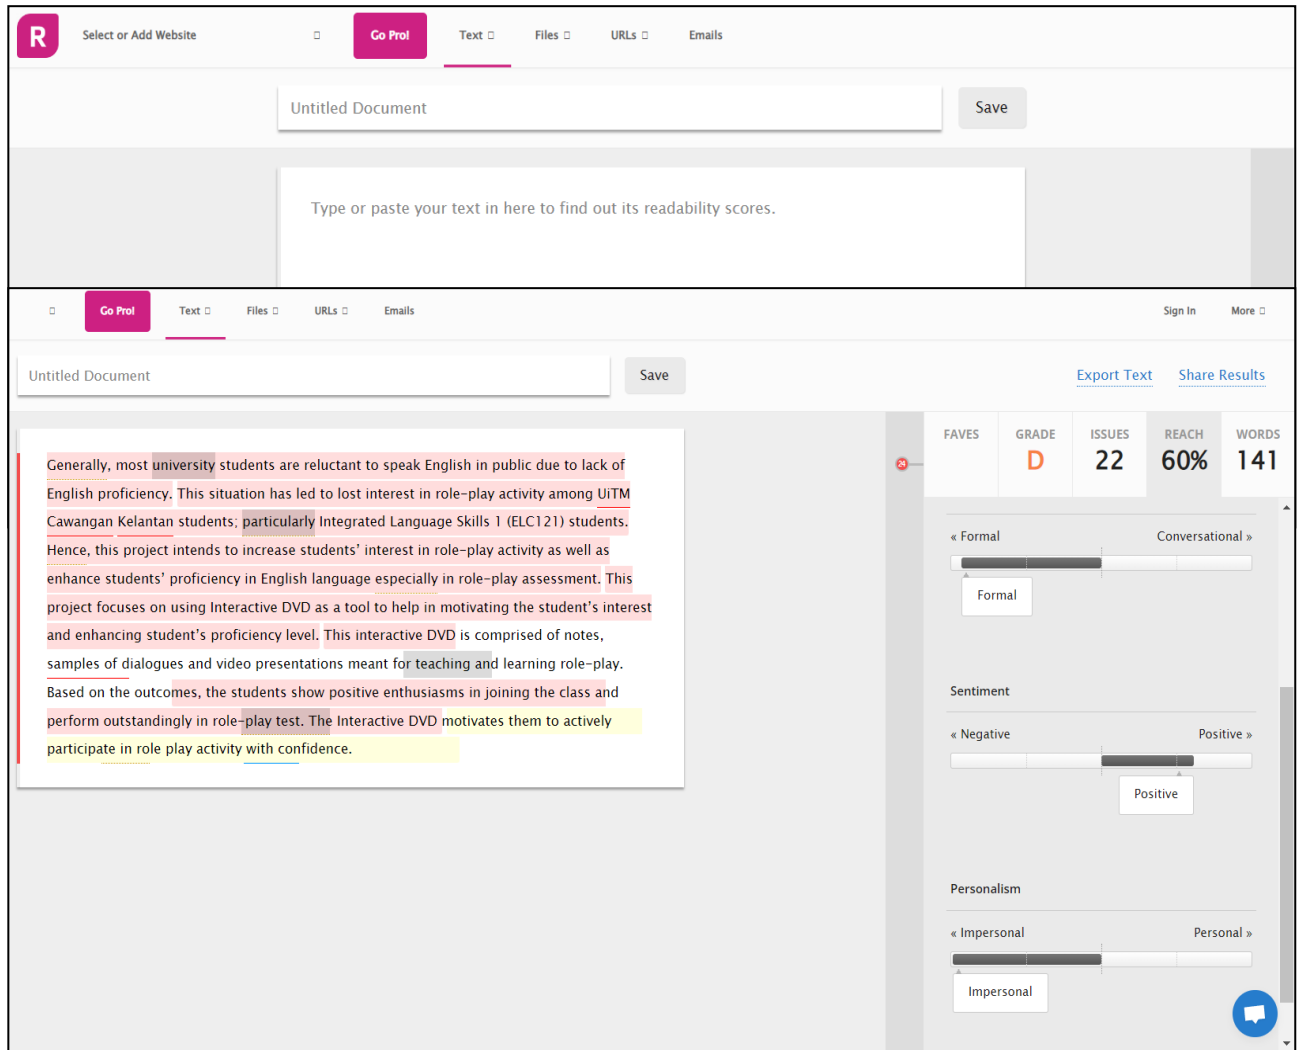 R Select or Add Website Go Pro! Text Files URLs Emails
Untitled Document Save
Type or paste your text in here to find out its readability scores.
Go Pro! Text Files URLs Emails Sign In More
Untitled Document Save Export Text Share Results
Generally, most university students are reluctant to speak English in public due to lack of
English proficiency. This situation has led to lost interest in role-play activity among UiTM
Cawangan Kelantan students; particularly Integrated Language Skills 1 (ELC121) students.
Hence, this project intends to increase students’ interest in role-play activity as well as
enhance students’ proficiency in English language especially in role-play assessment. This
project focuses on using Interactive DVD as a tool to help in motivating the student’s interest
and enhancing student’s proficiency level. This interactive DVD is comprised of notes,
samples of dialogues and video presentations meant for teaching and learning role-play.
Based on the outcomes, the students show positive enthusiasms in joining the class and
perform outstandingly in role-play test. The Interactive DVD motivates them to actively
participate in role play activity with confidence.
24
FAVES GRADE ISSUES REACH WORDS
D 22 60% 141
« Formal Conversational »
Formal
Sentiment
« Negative Positive »
Positive
Personalism
« Impersonal Personal »
Impersonal